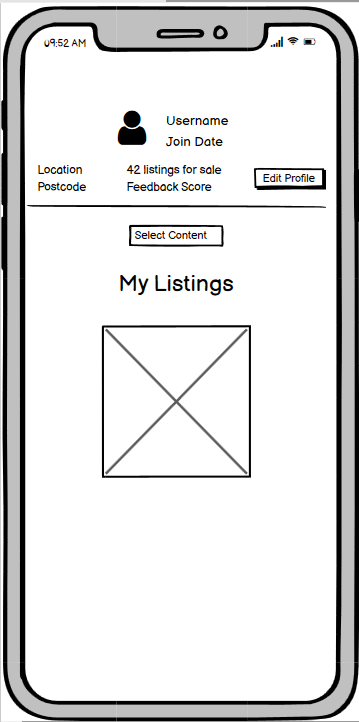 09:52 AM
Username
Join Date
Location
42 listings for sale
Postcode
Feedback Score
Edit Profile
Select Content
My Listings